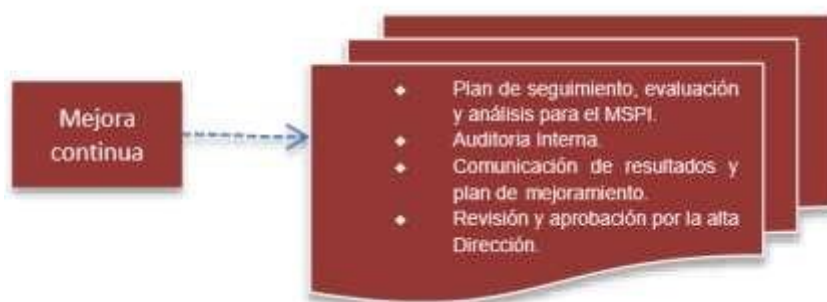 Mejora
continua
Plan de seguimiento, evaluación
y análisis para el MSPI.
Auditoria Interna.
Comunicación de resultados y
plan de mejoramiento.
Revisión y aprobación por la alta
Dirección.